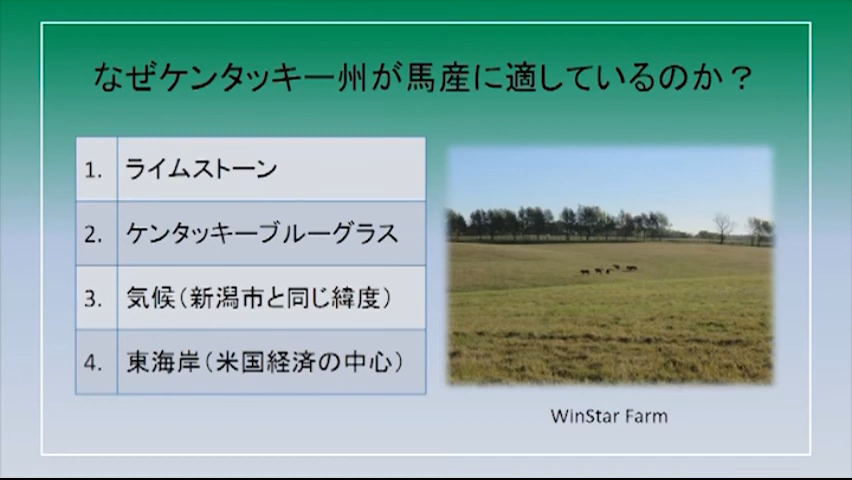 なぜケンタッキー州が馬産に適しているのか？
1. ライムストーン
2. ケンタッキーブルーグラス
3. 気候（新潟市と同じ緯度）
4. 東海岸（米国経済の中心）
WinStar Farm